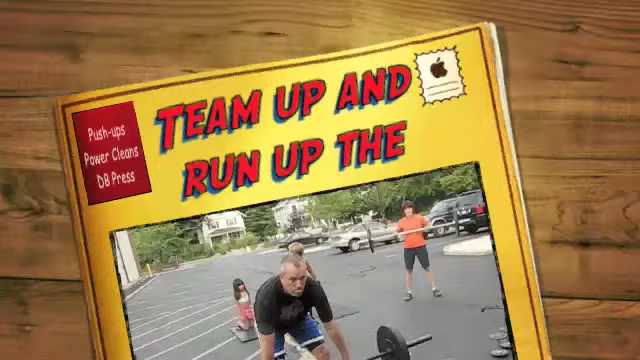 Push-ups
Power Cleans
DB Press
TEAM UP AND
RUN UP THE